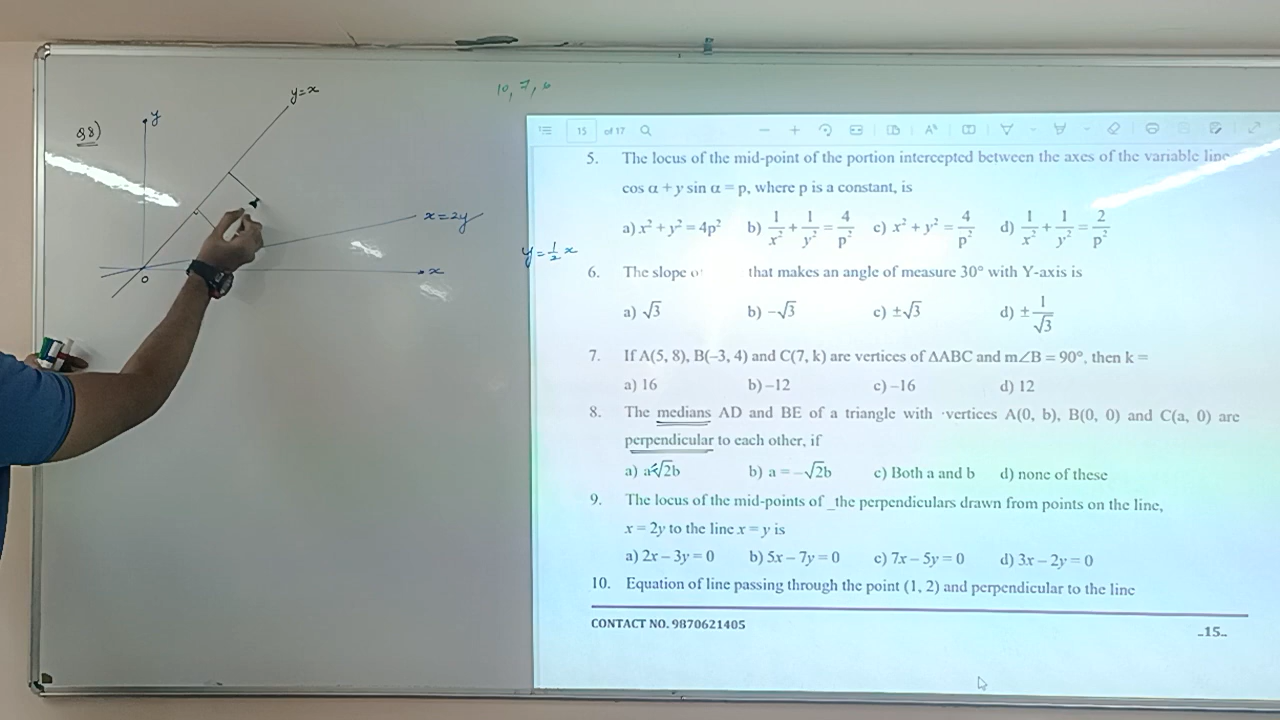 Q8)
y
y=x
x=2y
x
O
10, 7, 6
y=½x
15 of 17
5. The locus of the mid-point of the portion intercepted between the axes of the variable line
cos α + y sin α = p, where p is a constant, is
a) x² + y² = 4p² b) 1/x² + 1/y² = 4/p² c) x² + y² = 4/p² d) 1/x² + 1/y² = 2/p²
6. The slope o that makes an angle of measure 30° with Y-axis is
a) √3 b) –√3 c) ±√3 d) ± 1/√3
7. If A(5, 8), B(–3, 4) and C(7, k) are vertices of ΔABC and m∠B = 90°, then k =
a) 16 b) –12 c) –16 d) 12
8. The medians AD and BE of a triangle with vertices A(0, b), B(0, 0) and C(a, 0) are
perpendicular to each other, if
a) a=√2b b) a = –√2b c) Both a and b d) none of these
9. The locus of the mid-points of _the perpendiculars drawn from points on the line,
x = 2y to the line x = y is
a) 2x – 3y = 0 b) 5x – 7y = 0 c) 7x – 5y = 0 d) 3x – 2y = 0
10. Equation of line passing through the point (1, 2) and perpendicular to the line
CONTACT NO. 9870621405
-15-